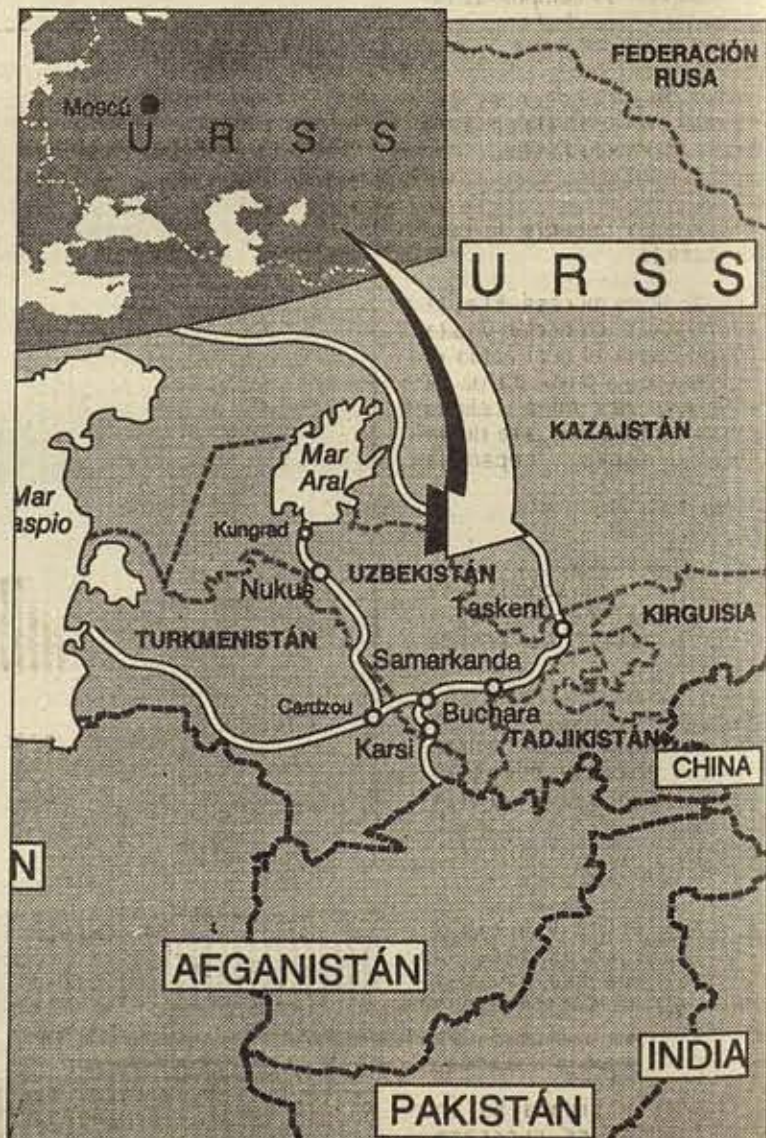 Moscú
U R S S
FEDERACIÓN
RUSA
U R S S
KAZAJSTÁN
Mar
Aral
Mar
aspio
Kungrad
Nukus
UZBEKISTÁN
Taskent
KIRGUISIA
TURKMENISTÁN
Samarkanda
Cardzou
Buchara
Karsi
TADJIKISTÁN
CHINA
N
AFGANISTÁN
INDIA
PAKISTÁN